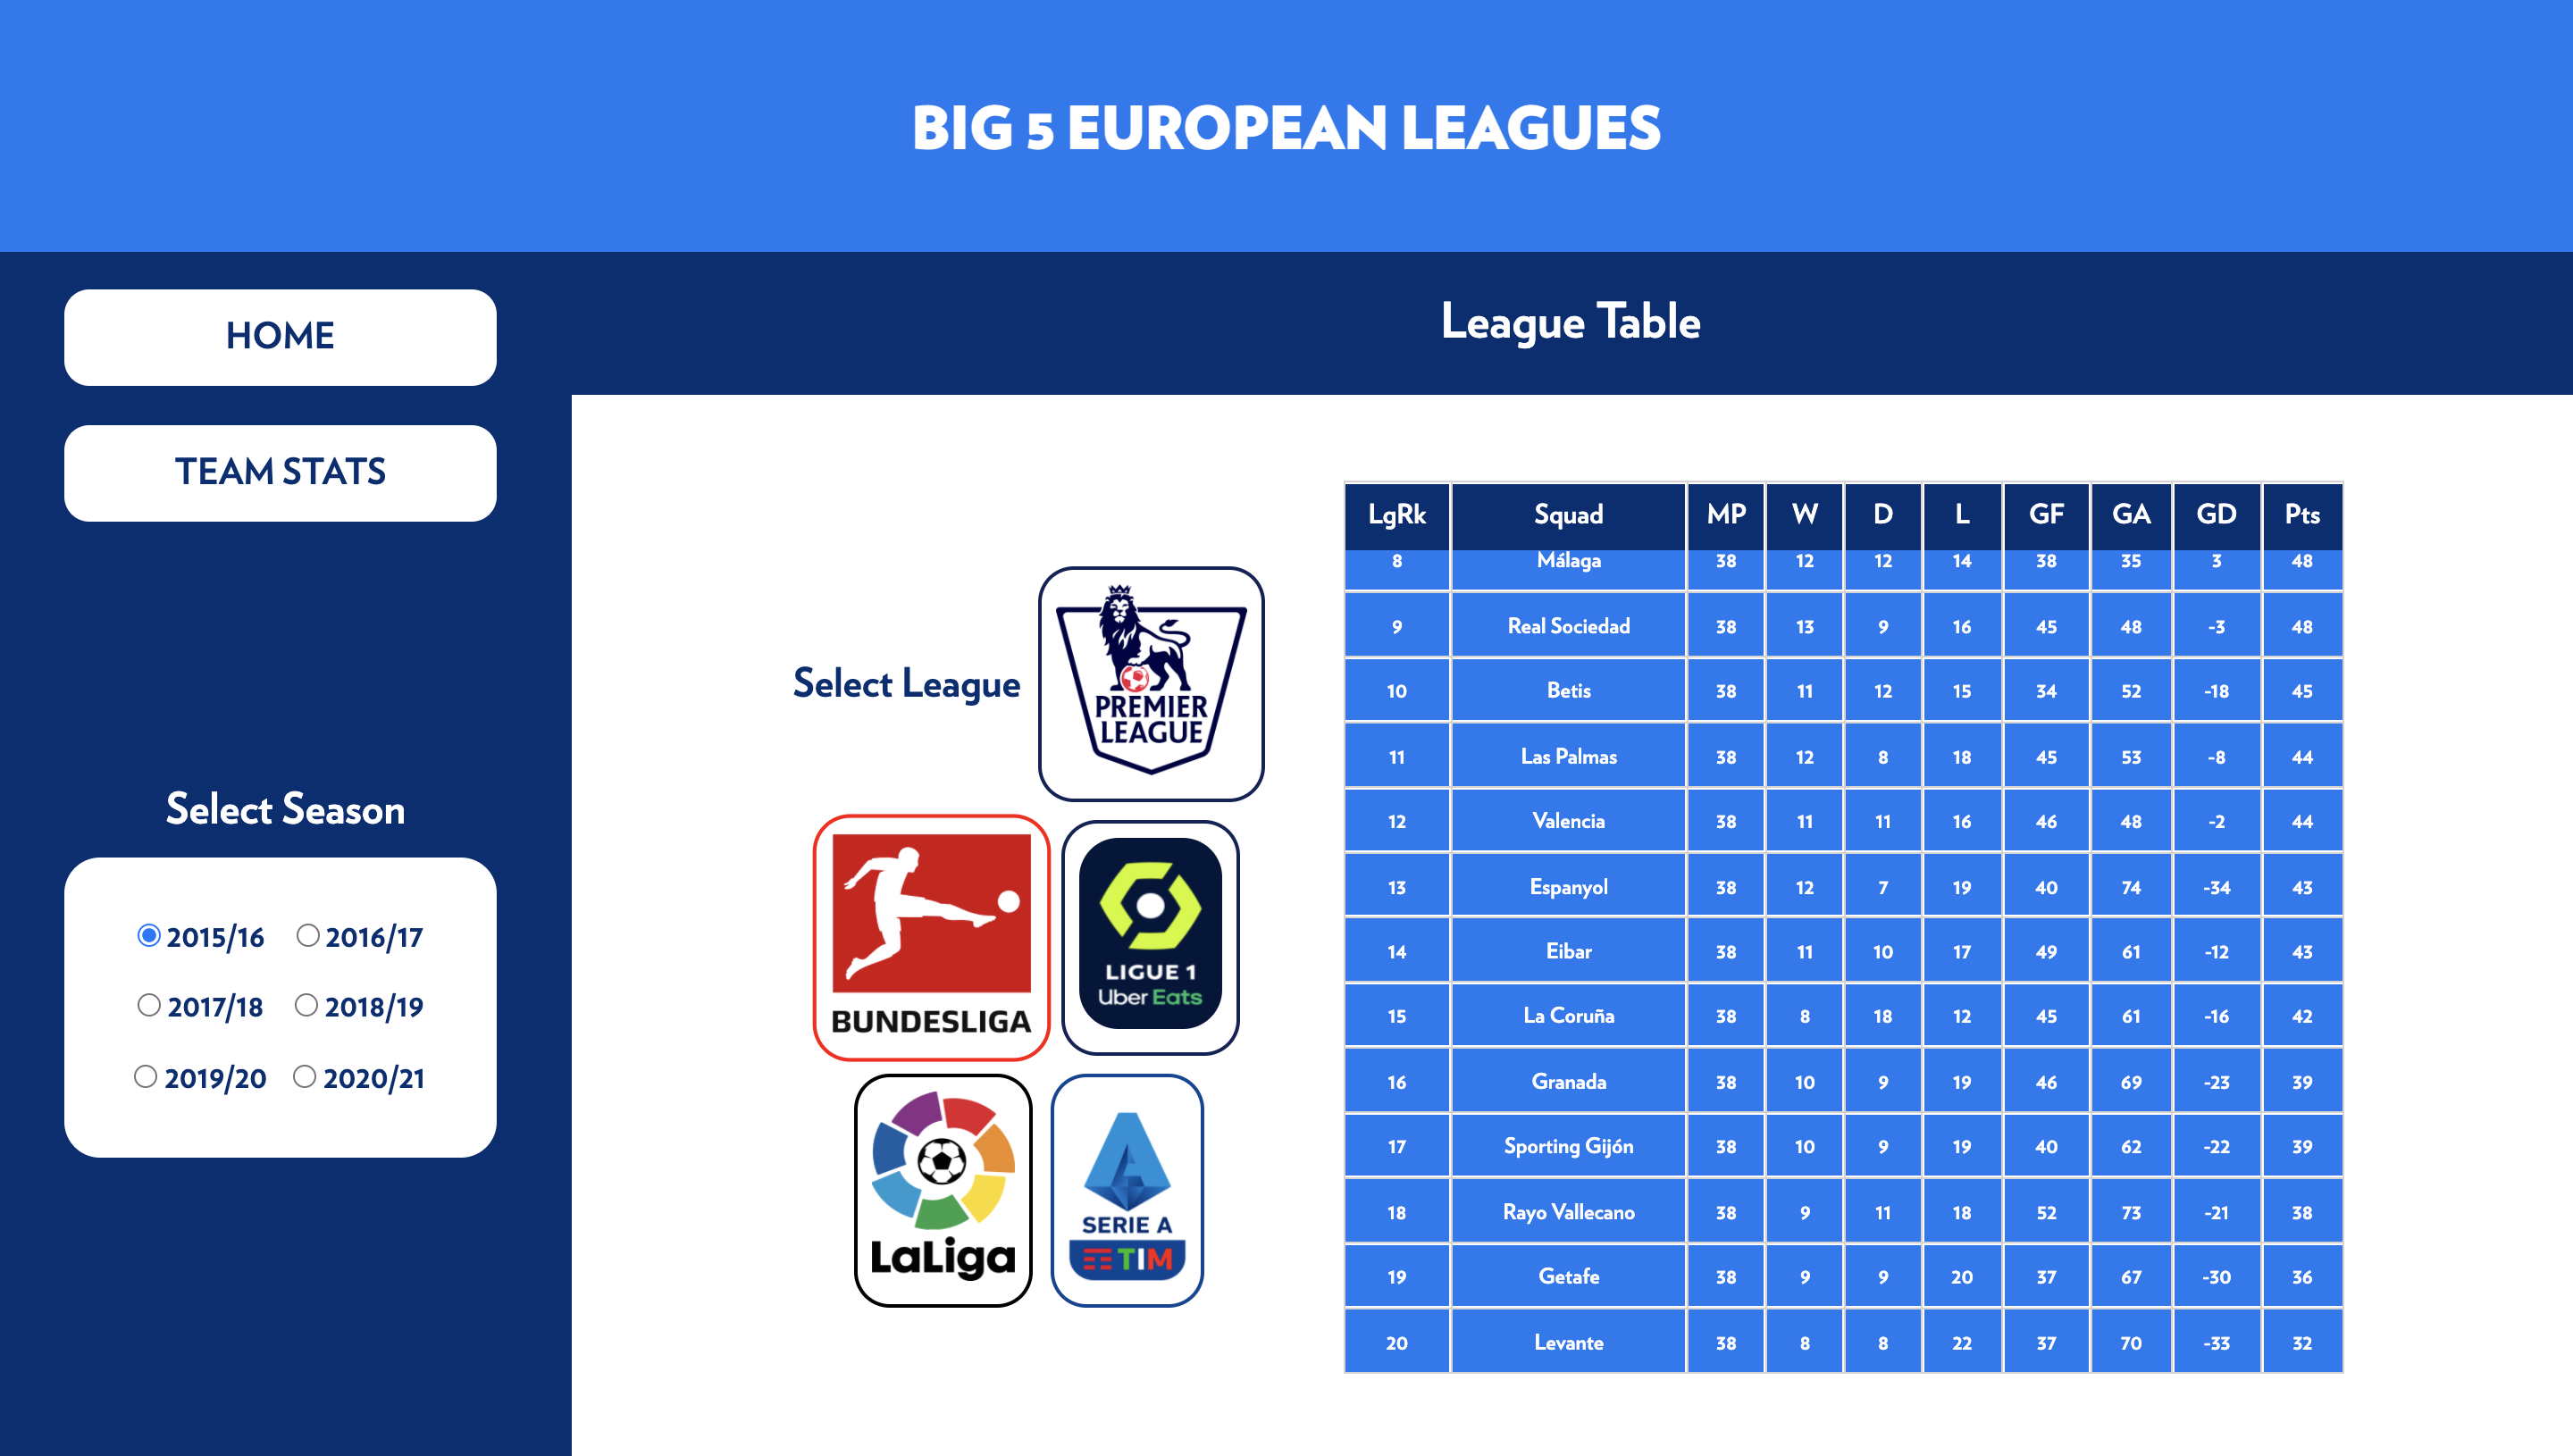 BIG 5 EUROPEAN LEAGUES
HOME
TEAM STATS
Select Season
2015/16 2016/17
2017/18 2018/19
2019/20 2020/21
League Table
Select League
PREMIER
LEAGUE
BUNDESLIGA
LIGUE 1
Uber Eats
LaLiga
SERIE A
TIM
LgRk Squad MP W D L GF GA GD Pts
8 Málaga 38 12 12 14 38 35 3 48
9 Real Sociedad 38 13 9 16 45 48 -3 48
10 Betis 38 11 12 15 34 52 -18 45
11 Las Palmas 38 12 8 18 45 53 -8 44
12 Valencia 38 11 11 16 46 48 -2 44
13 Espanyol 38 12 7 19 40 74 -34 43
14 Eibar 38 11 10 17 49 61 -12 43
15 La Coruña 38 8 18 12 45 61 -16 42
16 Granada 38 10 9 19 46 69 -23 39
17 Sporting Gijón 38 10 9 19 40 62 -22 39
18 Rayo Vallecano 38 9 11 18 52 73 -21 38
19 Getafe 38 9 9 20 37 67 -30 36
20 Levante 38 8 8 22 37 70 -33 32